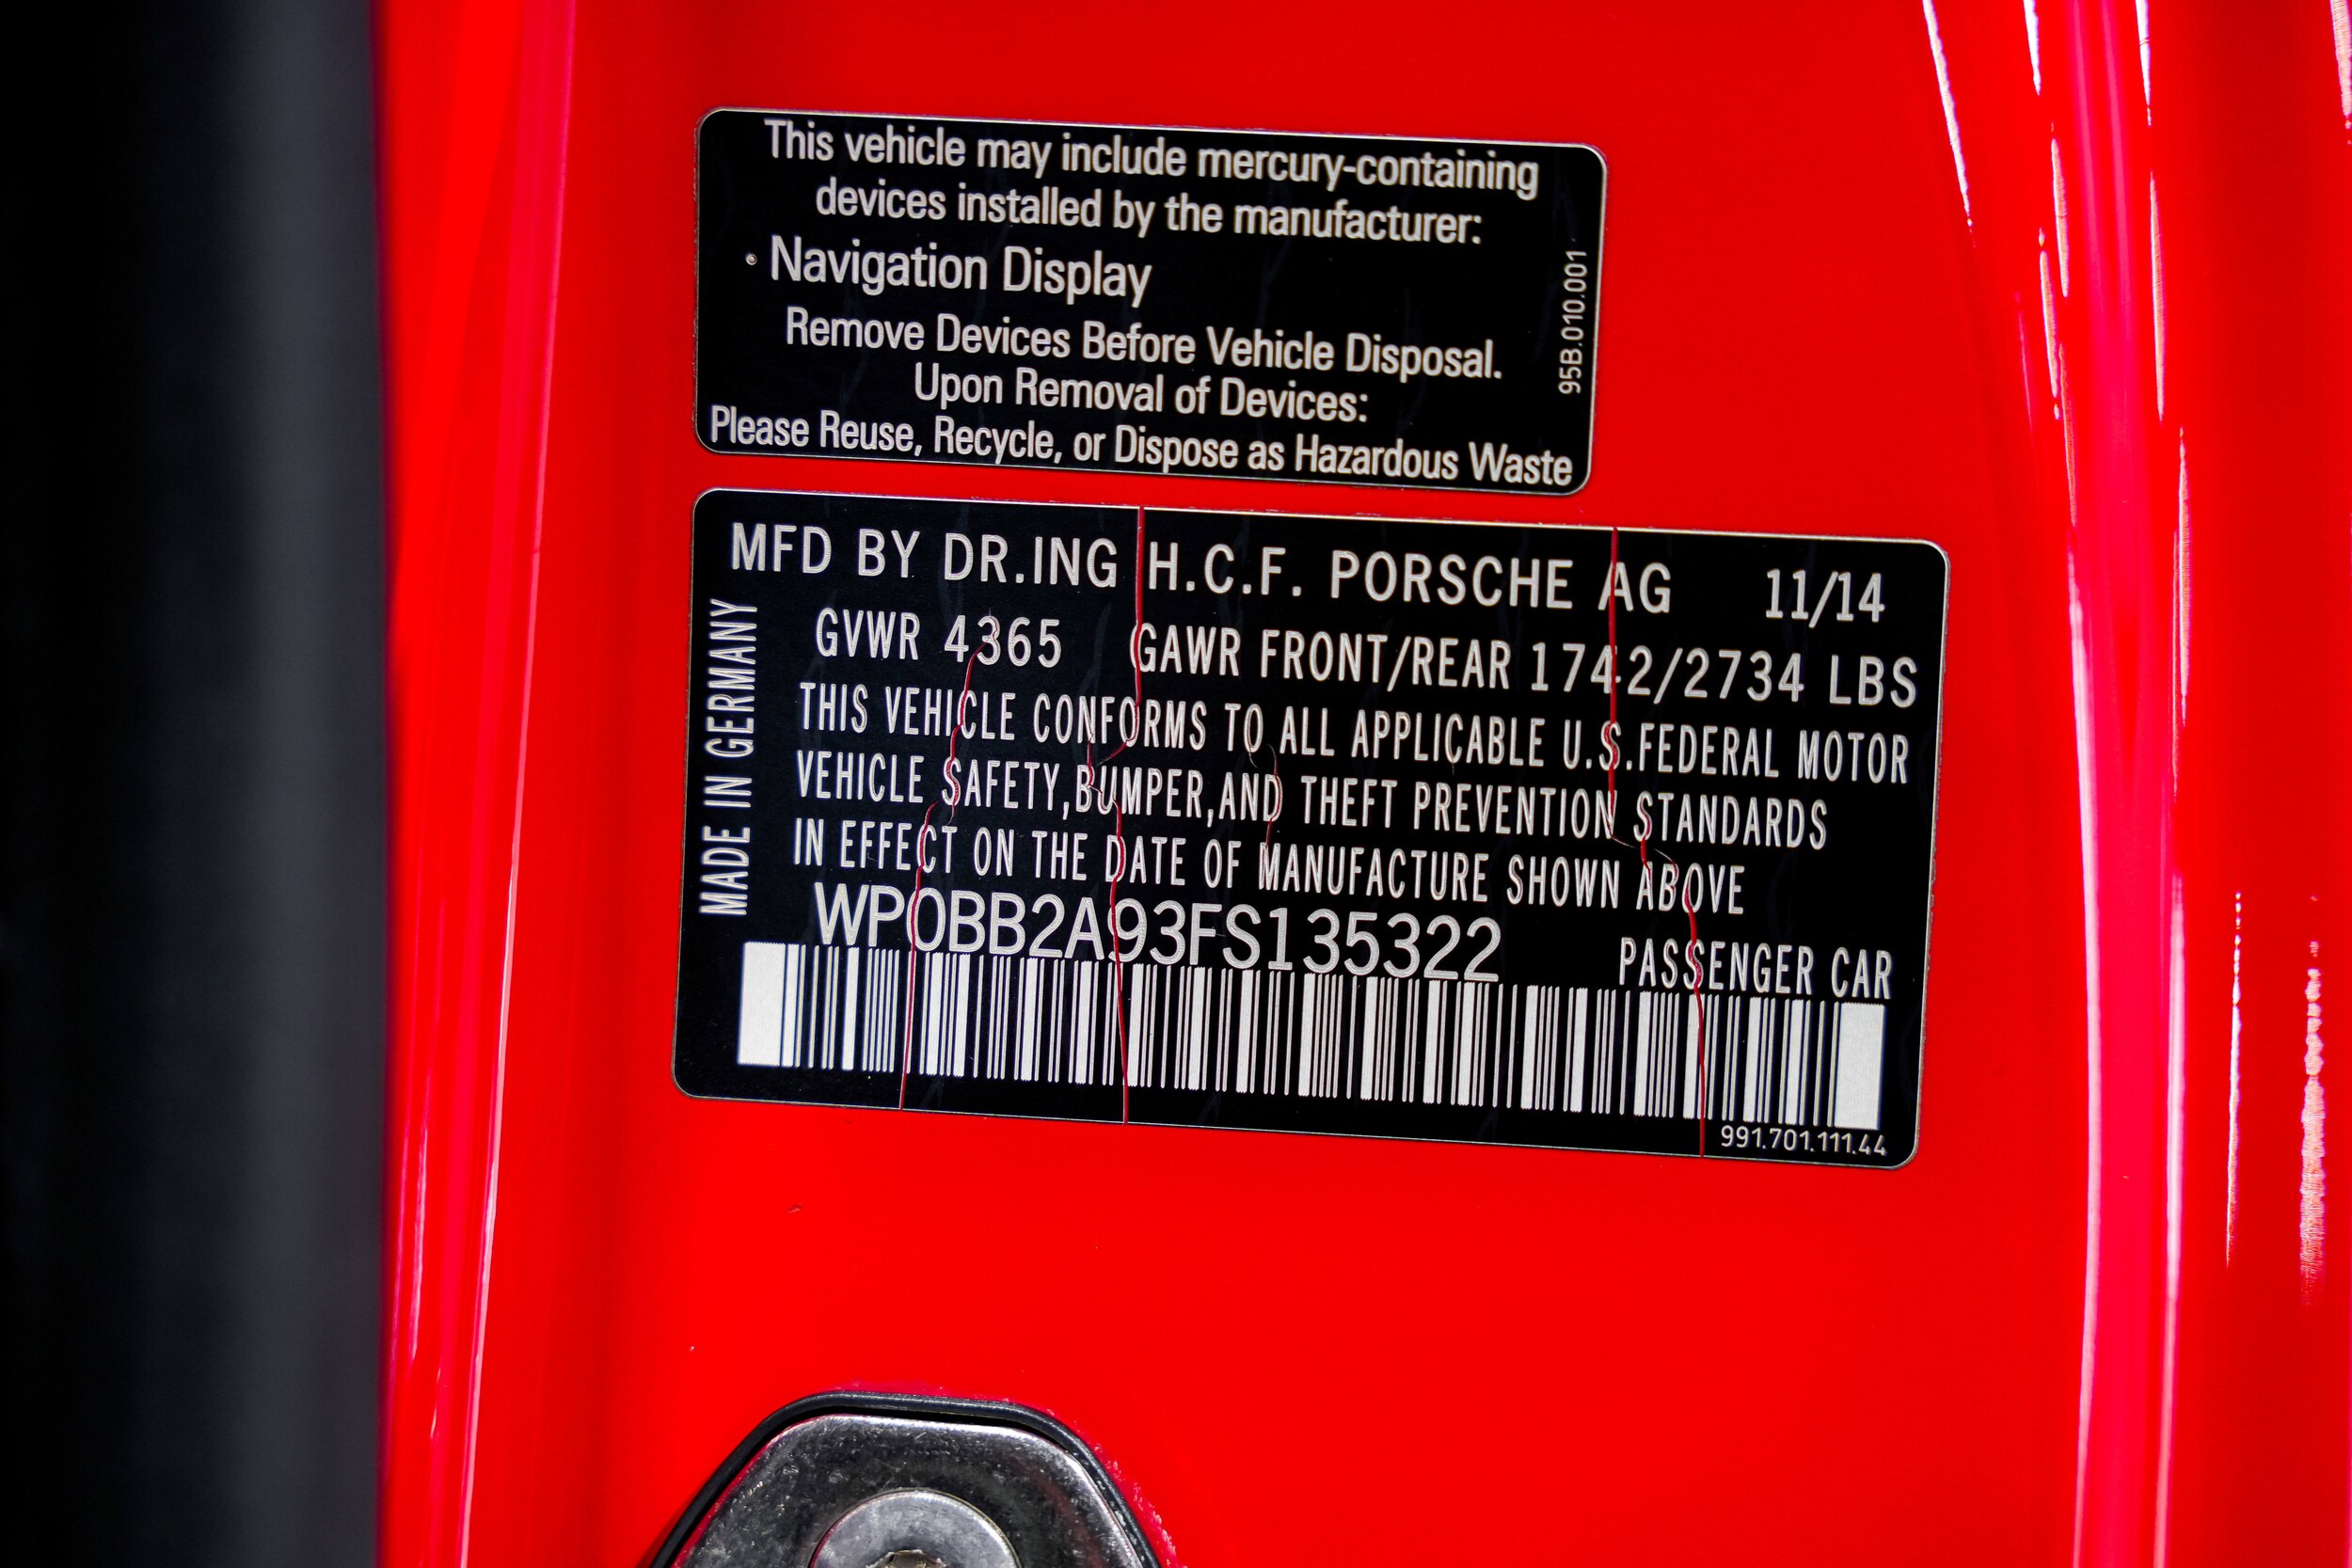 This vehicle may include mercury-containing
devices installed by the manufacturer:
• Navigation Display
Remove Devices Before Vehicle Disposal.
Upon Removal of Devices:
Please Reuse, Recycle, or Dispose as Hazardous Waste
95B.010.001
MFD BY DR.ING H.C.F. PORSCHE AG 11/14
GVWR 4365 GAWR FRONT/REAR 1742/2734 LBS
THIS VEHICLE CONFORMS TO ALL APPLICABLE U.S.FEDERAL MOTOR
VEHICLE SAFETY,BUMPER,AND THEFT PREVENTION STANDARDS
IN EFFECT ON THE DATE OF MANUFACTURE SHOWN ABOVE
WP0BB2A93FS135322 PASSENGER CAR
991.701.111.44
MADE IN GERMANY